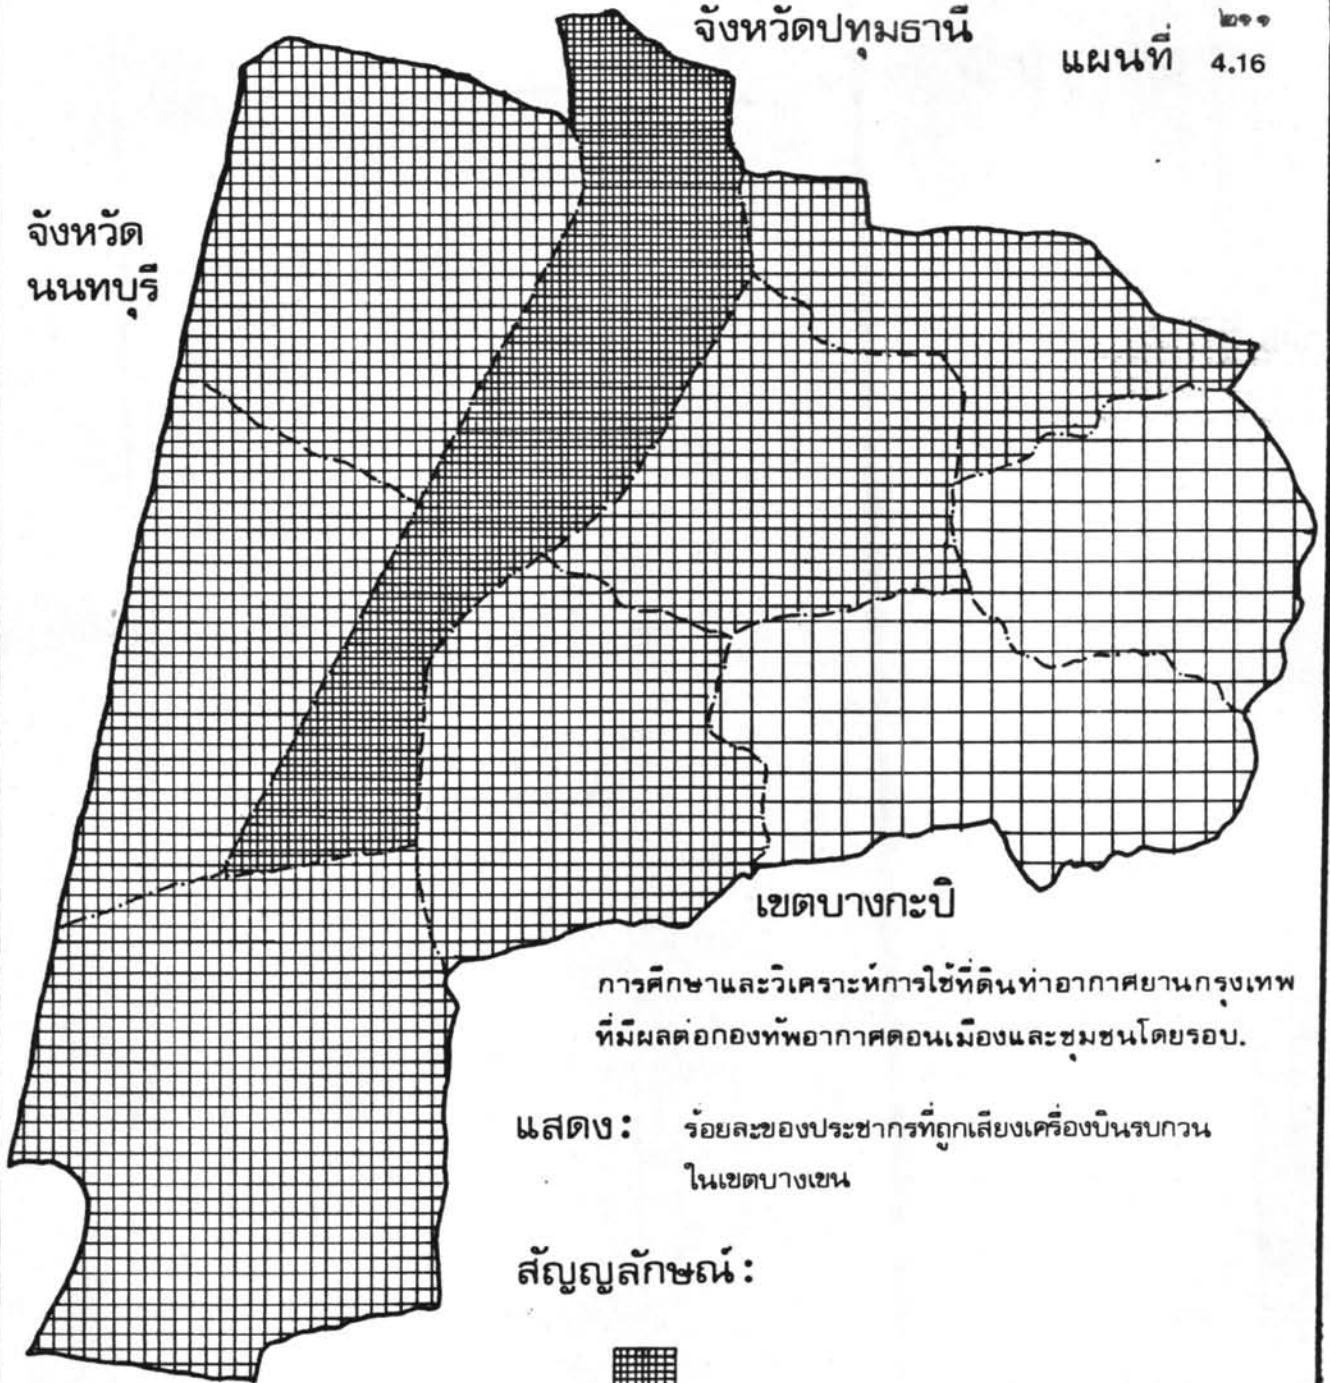 ๒๑๑
จังหวัดปทุมธานี
แผนที่ 4.16
จังหวัด
นนทบุรี
เขตบางกะปิ
การศึกษาและวิเคราะห์การใช้ที่ดินท่าอากาศยานกรุงเทพ
ที่มีผลต่อกองทัพอากาศดอนเมืองและชุมชนโดยรอบ.
แสดง: ร้อยละของประชากรที่ถูกเสียงเครื่องบินรบกวน
ในเขตบางเขน
สัญญลักษณ์: